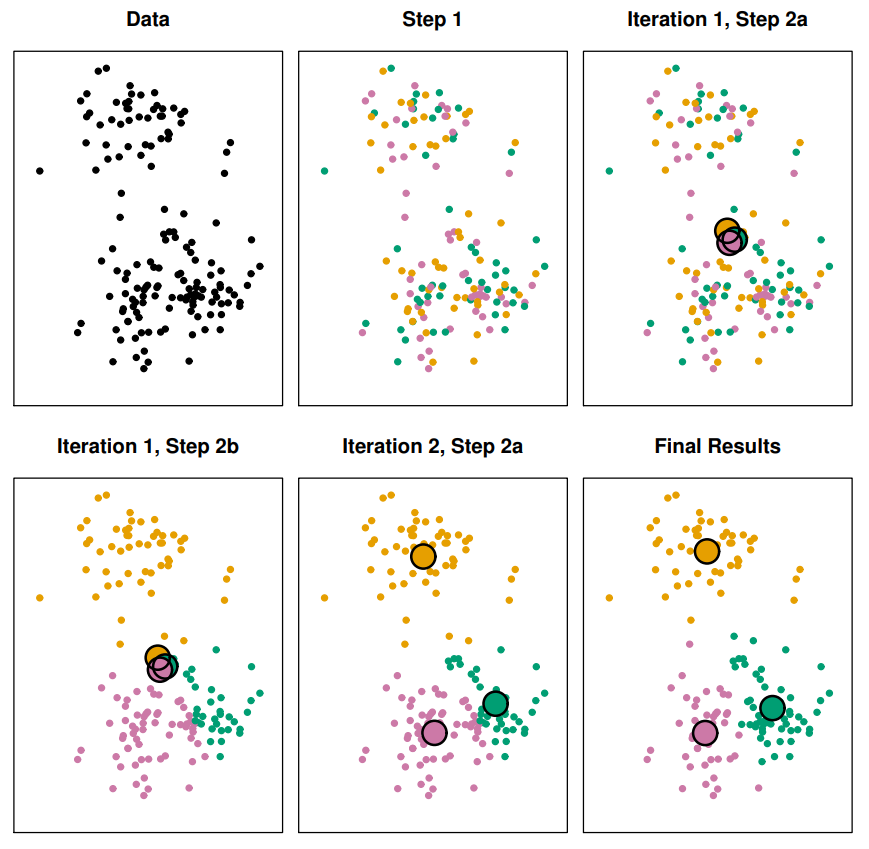 Data
Step 1
Iteration 1, Step 2a
Iteration 1, Step 2b
Iteration 2, Step 2a
Final Results